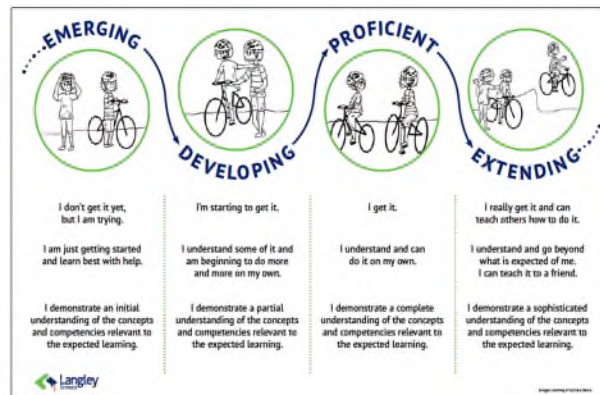 EMERGING
DEVELOPING
PROFICIENT
EXTENDING
I don't get it yet,
but I am trying.
I am just getting started
and learn best with help.
I demonstrate an initial
understanding of the concepts
and competencies relevant to
the expected learning.
I'm starting to get it.
I understand some of it and
am beginning to do more
and more on my own.
I demonstrate a partial
understanding of the concepts
and competencies relevant to
the expected learning.
I get it.
I understand and can
do it on my own.
I demonstrate a complete
understanding of the concepts
and competencies relevant to
the expected learning.
I really get it and can
teach others how to do it.
I understand and go beyond
what is expected of me.
I can teach it to a friend.
I demonstrate a sophisticated
understanding of the concepts
and competencies relevant to
the expected learning.
Langley